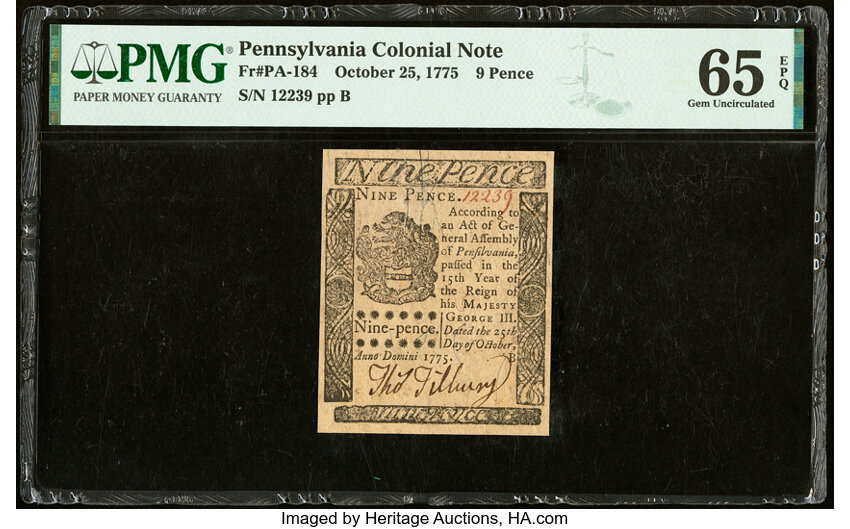 PMG®
PAPER MONEY GUARANTY
Pennsylvania Colonial Note
Fr#PA-184 October 25, 1775 9 Pence
S/N 12239 pp B
65
EPQ
Gem Uncirculated
Nine Pence
NINE PENCE. 12239
According to
an Act of Ge-
neral Aſſembly
of Penſilvania,
paſſed in the
15th Year of
the Reign of
his MAJESTY
GEORGE III.
Nine-pence.
Dated the 25th
Day of October,
Anno Domini 1775.
B
Thos Tilbury
Imaged by Heritage Auctions, HA.com